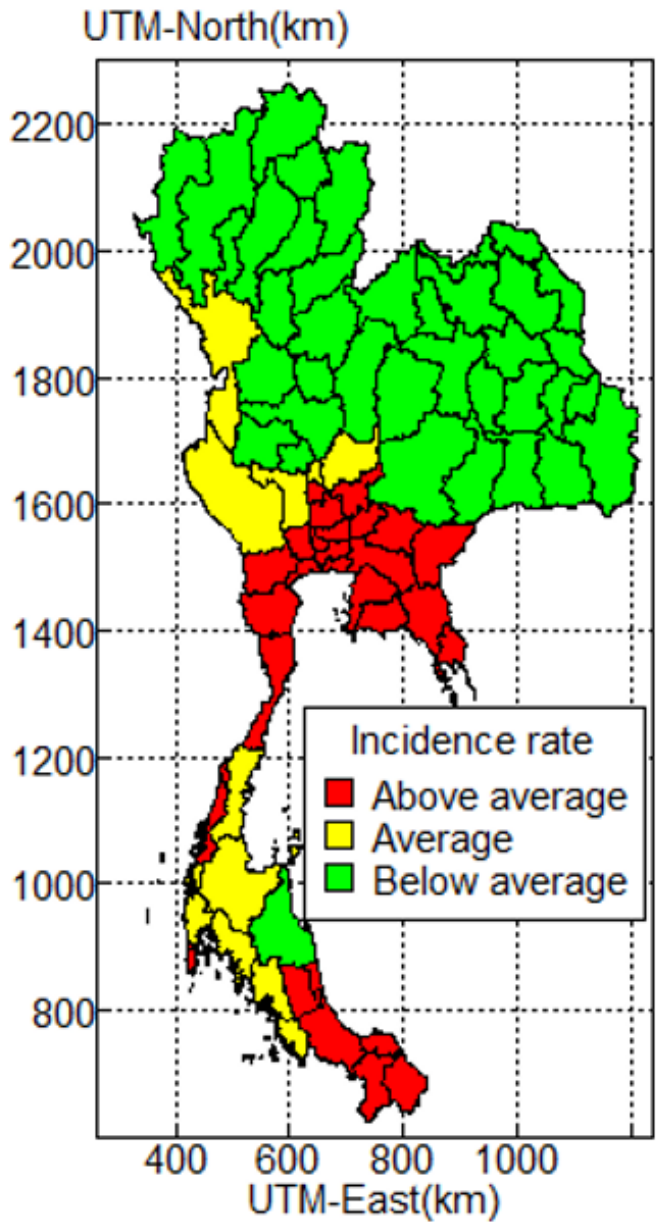 UTM-North(km)
2200
2000
1800
1600
1400
1200
1000
800
Incidence rate
Above average
Average
Below average
400 600 800 1000
UTM-East(km)